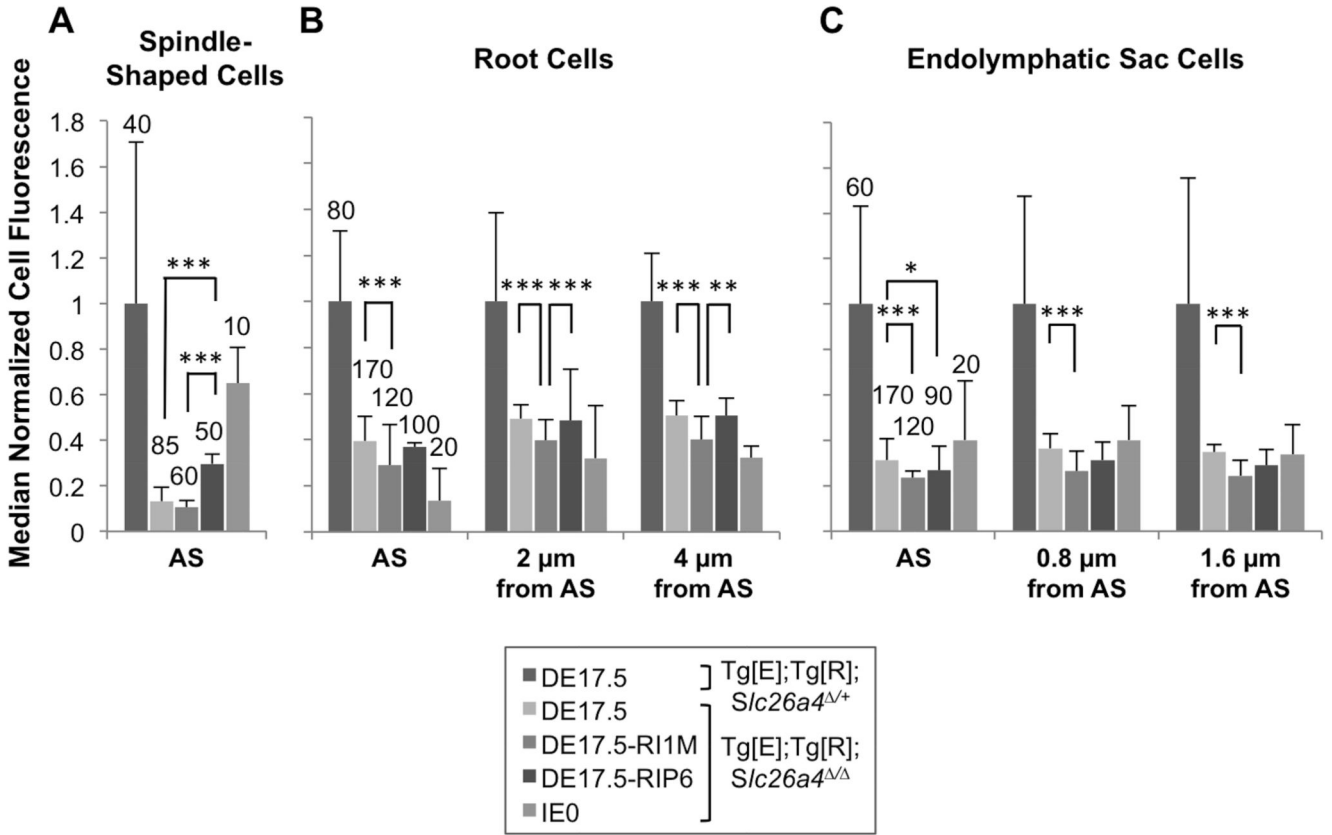 A
Spindle-
Shaped Cells
B
Root Cells
C
Endolymphatic Sac Cells
Median Normalized Cell Fluorescence
1.8
1.6
1.4
1.2
1
0.8
0.6
0.4
0.2
0
40
***
***
10
85
60
50
AS
80
***
170
120
100
20
AS
*** ***
2 µm
from AS
*** **
4 µm
from AS
60
*
***
170
120
90
20
AS
***
0.8 µm
from AS
***
1.6 µm
from AS
DE17.5
Tg[E];Tg[R];
Slc26a4Δ/+
DE17.5
DE17.5-RI1M
DE17.5-RIP6
IE0
Tg[E];Tg[R];
Slc26a4Δ/Δ